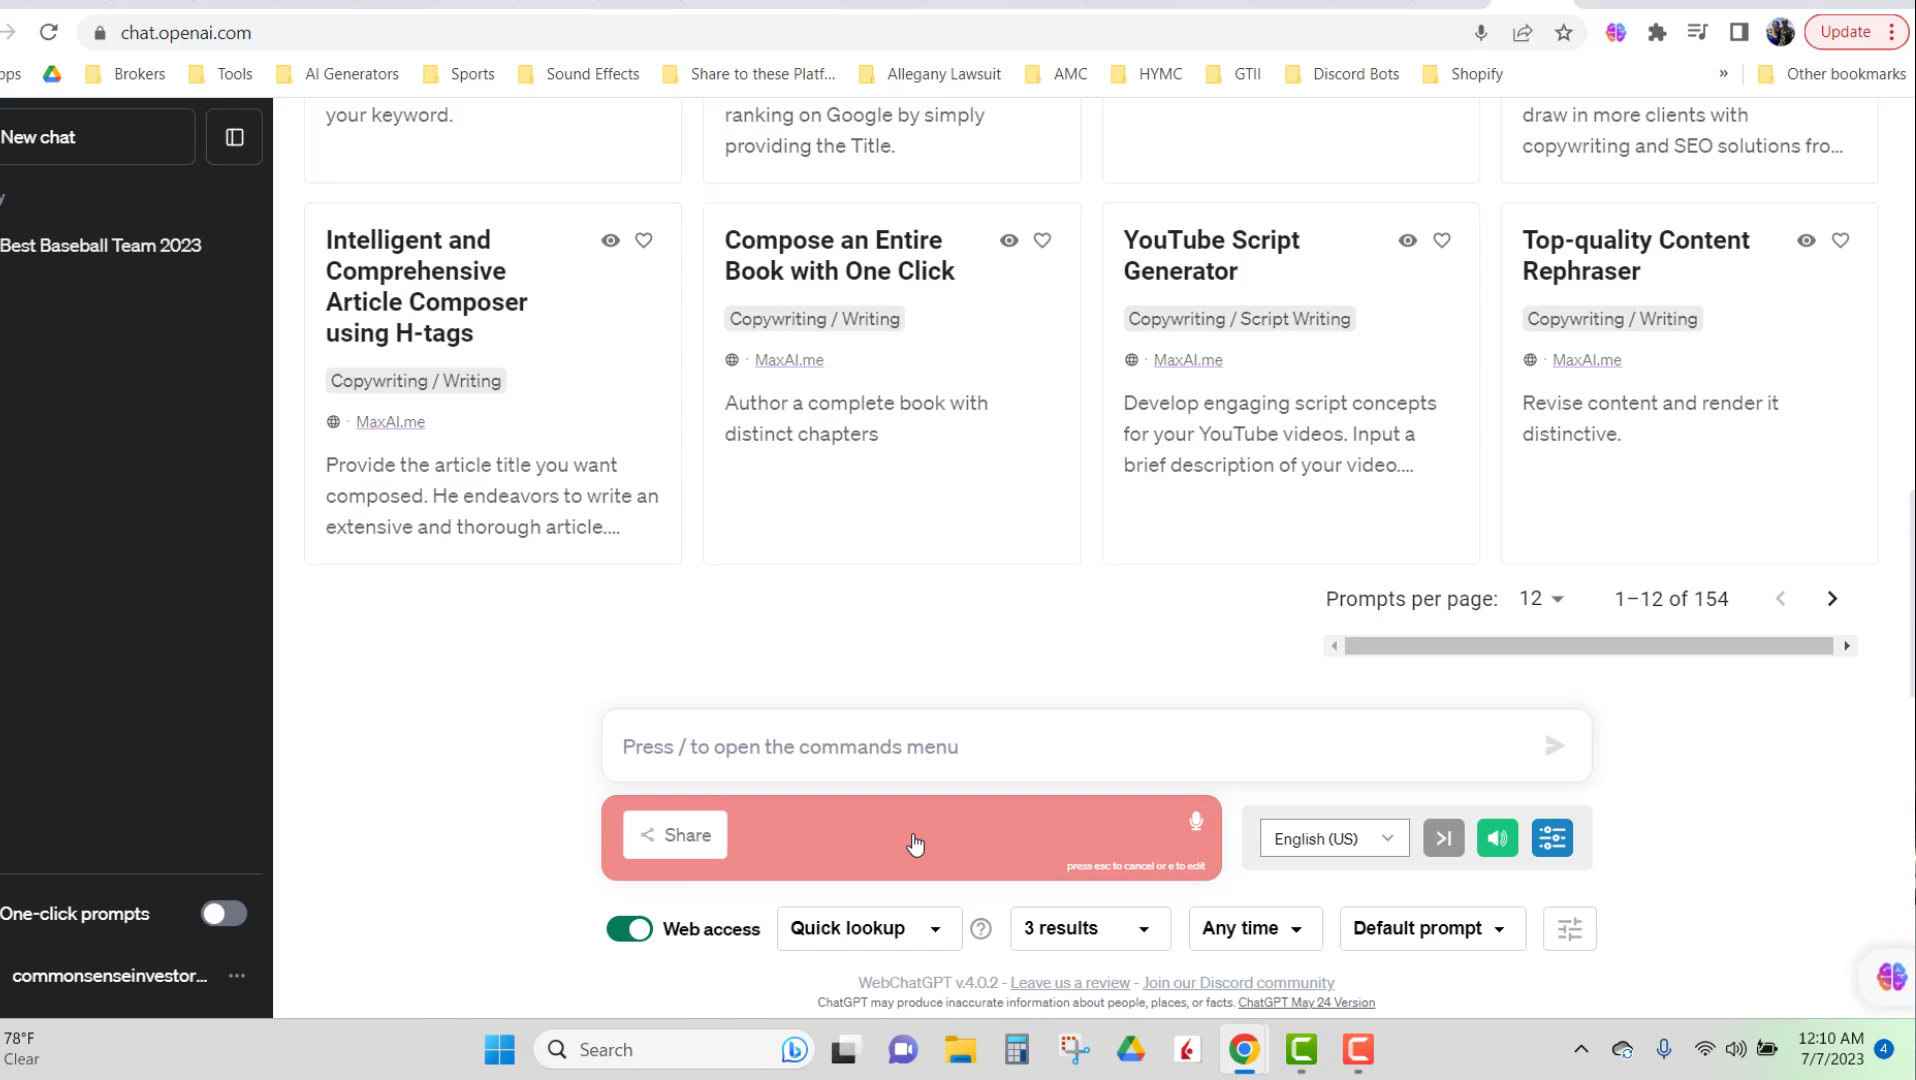 chat.openai.com
Update
Brokers
Tools
AI Generators
Sports
Sound Effects
Share to these Platf...
Allegany Lawsuit
AMC
HYMC
GTII
Discord Bots
Shopify
»
Other bookmarks
New chat
Best Baseball Team 2023
your keyword.
ranking on Google by simply
providing the Title.
draw in more clients with
copywriting and SEO solutions fro...
Intelligent and
Comprehensive
Article Composer
using H-tags
Copywriting / Writing
· MaxAI.me
Provide the article title you want
composed. He endeavors to write an
extensive and thorough article....
Compose an Entire
Book with One Click
Copywriting / Writing
· MaxAI.me
Author a complete book with
distinct chapters
YouTube Script
Generator
Copywriting / Script Writing
· MaxAI.me
Develop engaging script concepts
for your YouTube videos. Input a
brief description of your video....
Top-quality Content
Rephraser
Copywriting / Writing
· MaxAI.me
Revise content and render it
distinctive.
Prompts per page: 12 1–12 of 154
Press / to open the commands menu
Share
press esc to cancel or e to edit
English (US)
One-click prompts
Web access
Quick lookup
3 results
Any time
Default prompt
commonsenseinvestor...
WebChatGPT v.4.0.2 - Leave us a review - Join our Discord community
ChatGPT may produce inaccurate information about people, places, or facts. ChatGPT May 24 Version
78°F
Clear
Search
12:10 AM
7/7/2023
4